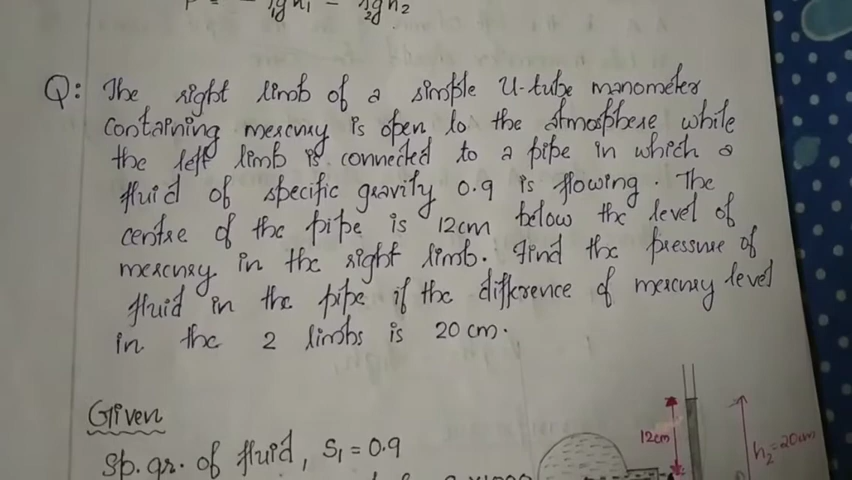 Q: The right limb of a simple U-tube manometer
containing mercury is open to the atmosphere while
the left limb is connected to a pipe in which a
fluid of specific gravity 0.9 is flowing. The
centre of the pipe is 12cm below the level of
mercury in the right limb. Find the pressure of
fluid in the pipe if the difference of mercury level
in the 2 limbs is 20 cm.
Given
Sp. gr. of fluid, S₁ = 0.9
12cm
h₂=20cm